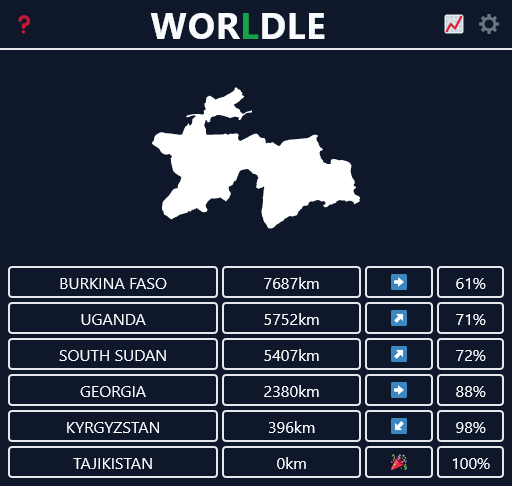 ?
WORLDLE
BURKINA FASO 7687km 61%
UGANDA 5752km 71%
SOUTH SUDAN 5407km 72%
GEORGIA 2380km 88%
KYRGYZSTAN 396km 98%
TAJIKISTAN 0km 100%